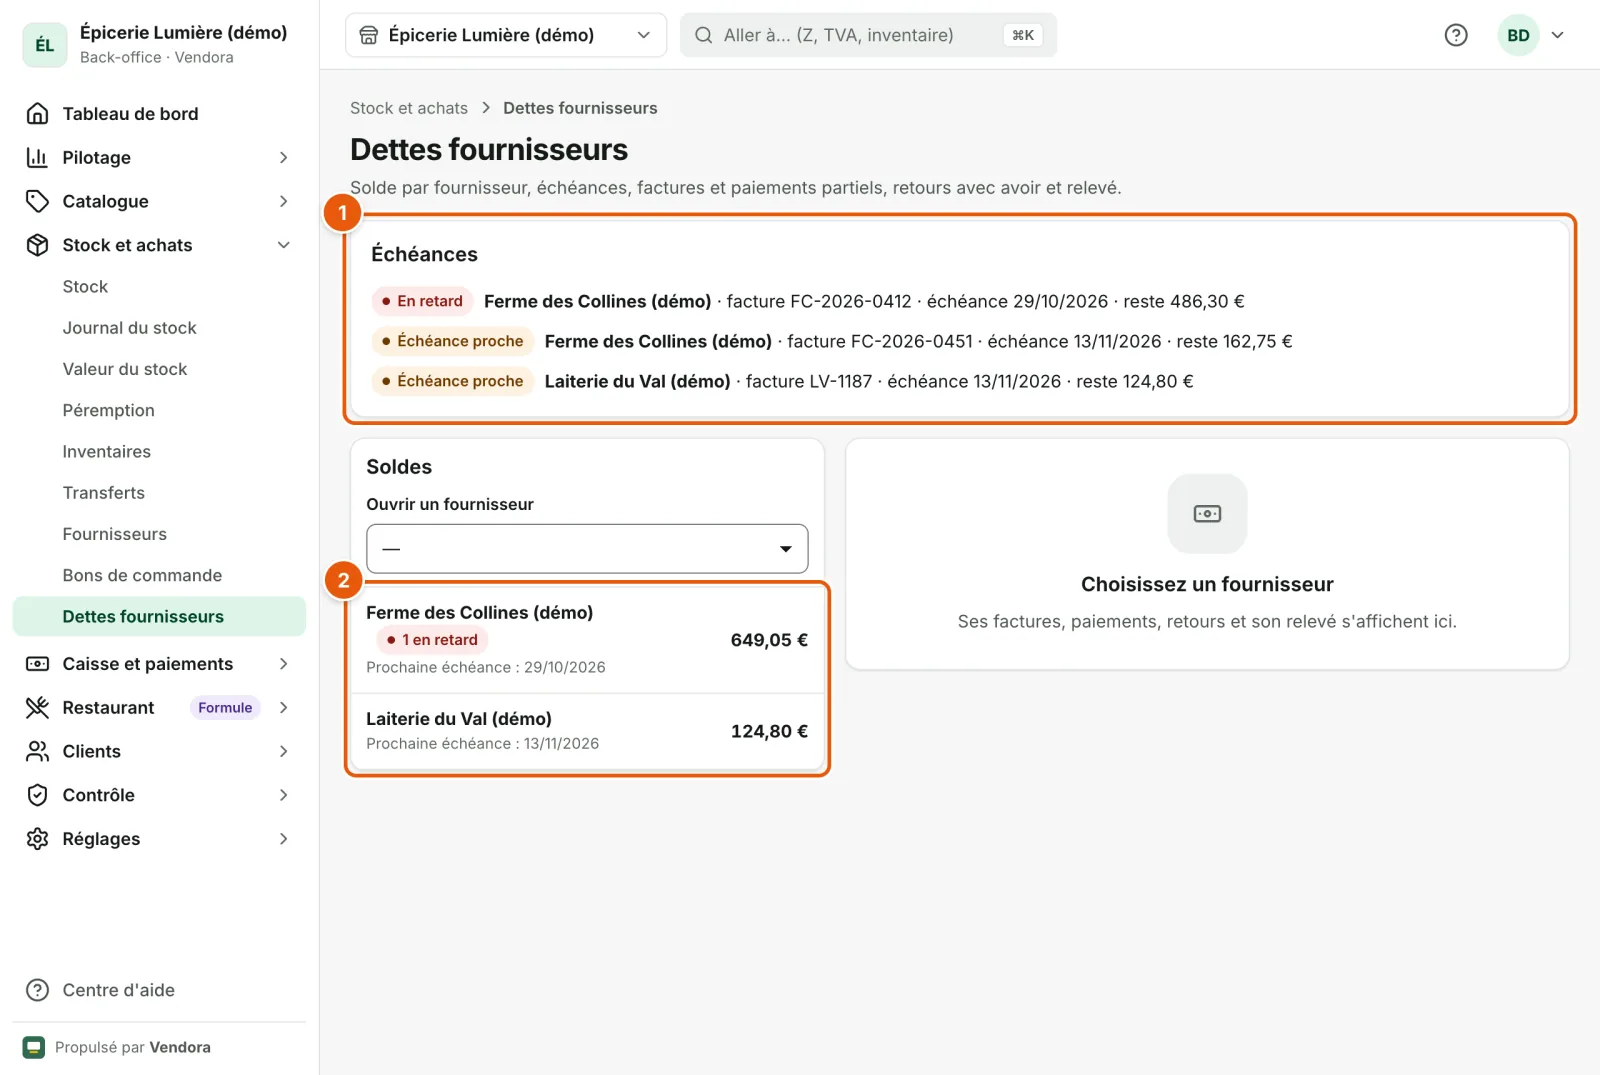 ÉL
Épicerie Lumière (démo)
Back-office · Vendora
Tableau de bord
Pilotage
Catalogue
Stock et achats
Stock
Journal du stock
Valeur du stock
Péremption
Inventaires
Transferts
Fournisseurs
Bons de commande
Dettes fournisseurs
Caisse et paiements
Restaurant Formule
Clients
Contrôle
Réglages
Centre d'aide
Propulsé par Vendora
Épicerie Lumière (démo)
Aller à... (Z, TVA, inventaire) ⌘K
BD
Stock et achats > Dettes fournisseurs
Dettes fournisseurs
Solde par fournisseur, échéances, factures et paiements partiels, retours avec avoir et relevé.
1
Échéances
En retard Ferme des Collines (démo) · facture FC-2026-0412 · échéance 29/10/2026 · reste 486,30 €
Échéance proche Ferme des Collines (démo) · facture FC-2026-0451 · échéance 13/11/2026 · reste 162,75 €
Échéance proche Laiterie du Val (démo) · facture LV-1187 · échéance 13/11/2026 · reste 124,80 €
Soldes
Ouvrir un fournisseur
—
2
Ferme des Collines (démo)
1 en retard
649,05 €
Prochaine échéance : 29/10/2026
Laiterie du Val (démo)
124,80 €
Prochaine échéance : 13/11/2026
Choisissez un fournisseur
Ses factures, paiements, retours et son relevé s'affichent ici.